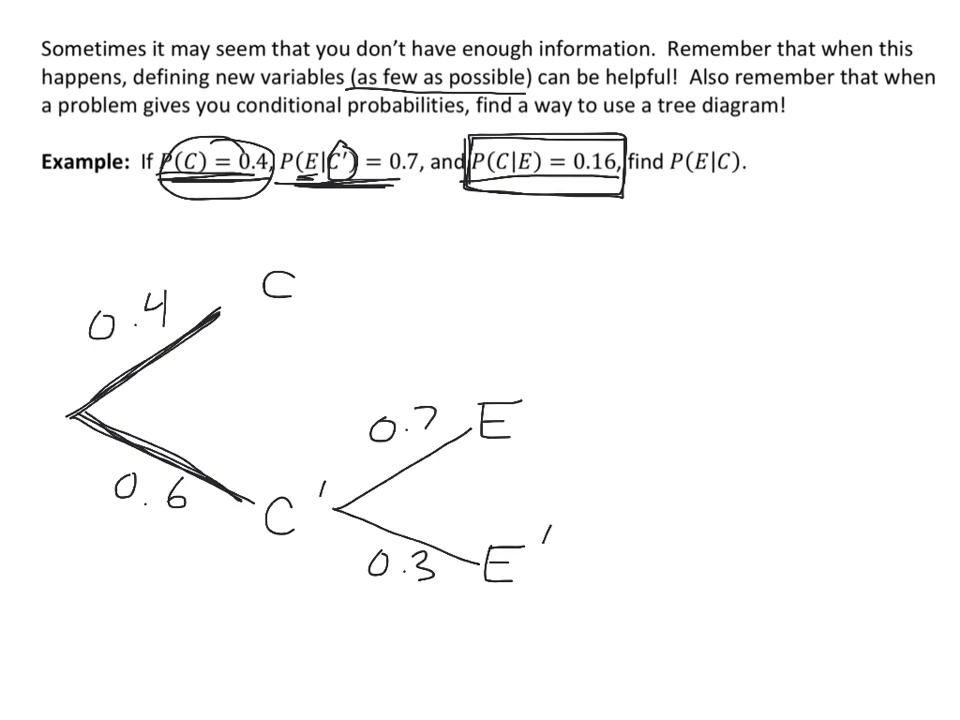 Sometimes it may seem that you don't have enough information. Remember that when this
happens, defining new variables (as few as possible) can be helpful! Also remember that when
a problem gives you conditional probabilities, find a way to use a tree diagram!
Example: If P(C) = 0.4, P(E|C') = 0.7, and P(C|E) = 0.16, find P(E|C).
C
0.4
0.7 E
0.6
C'
0.3 E'